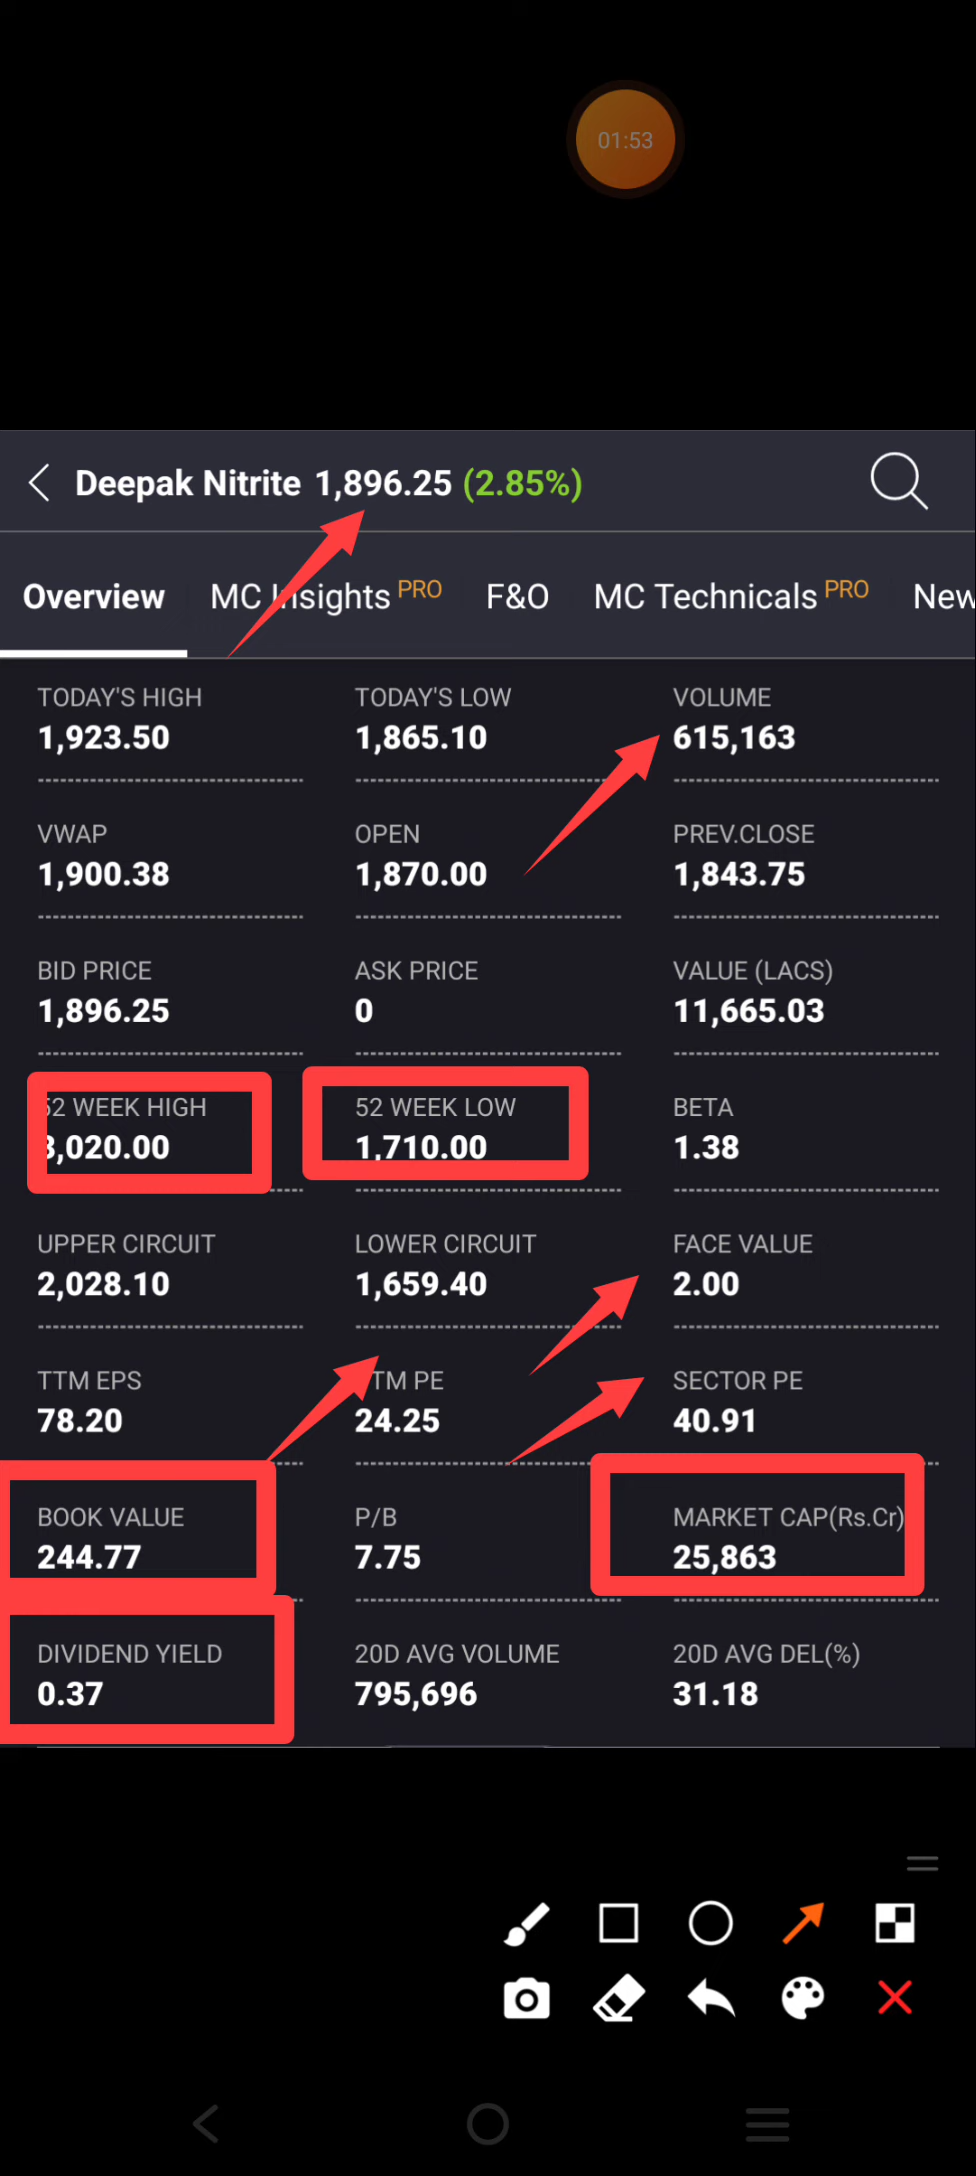 01:53
Deepak Nitrite 1,896.25 (2.85%)
Overview MC Insights PRO F&O MC Technicals PRO New
TODAY'S HIGH TODAY'S LOW VOLUME
1,923.50 1,865.10 615,163
VWAP OPEN PREV.CLOSE
1,900.38 1,870.00 1,843.75
BID PRICE ASK PRICE VALUE (LACS)
1,896.25 0 11,665.03
52 WEEK HIGH 52 WEEK LOW BETA
3,020.00 1,710.00 1.38
UPPER CIRCUIT LOWER CIRCUIT FACE VALUE
2,028.10 1,659.40 2.00
TTM EPS TTM PE SECTOR PE
78.20 24.25 40.91
BOOK VALUE P/B MARKET CAP(Rs.Cr)
244.77 7.75 25,863
DIVIDEND YIELD 20D AVG VOLUME 20D AVG DEL(%)
0.37 795,696 31.18